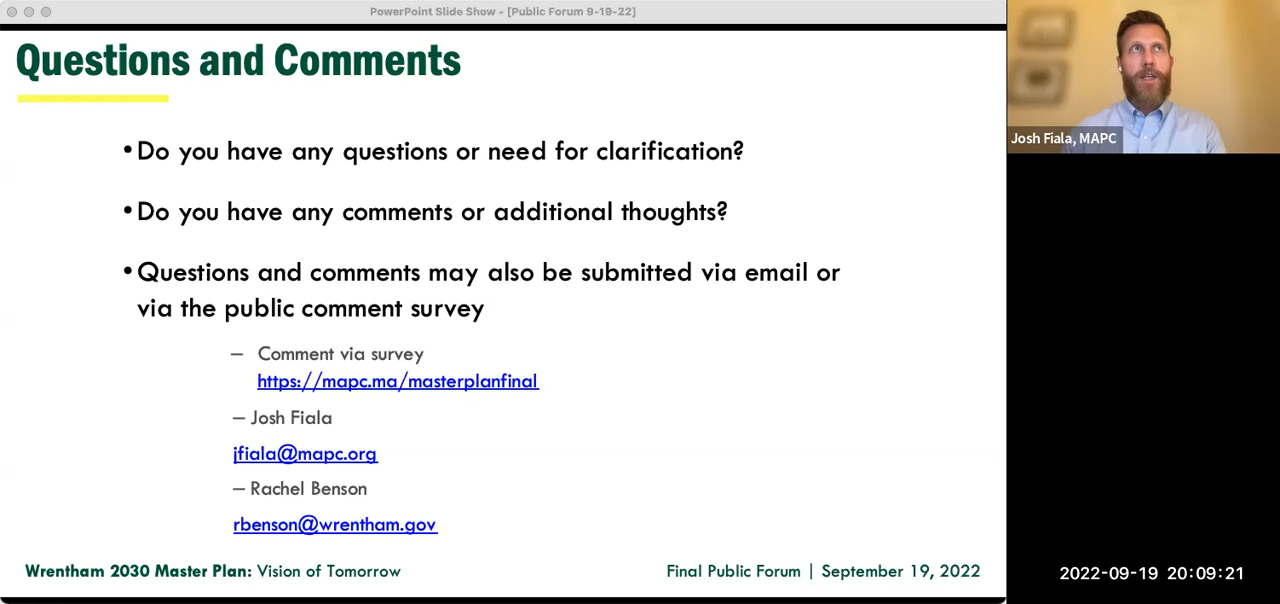 PowerPoint Slide Show - [Public Forum 9-19-22]
Questions and Comments
•Do you have any questions or need for clarification?
•Do you have any comments or additional thoughts?
•Questions and comments may also be submitted via email or
via the public comment survey
– Comment via survey
https://mapc.ma/masterplanfinal
– Josh Fiala
jfiala@mapc.org
– Rachel Benson
rbenson@wrentham.gov
Wrentham 2030 Master Plan: Vision of Tomorrow
Final Public Forum | September 19, 2022
Josh Fiala, MAPC
2022-09-19 20:09:21